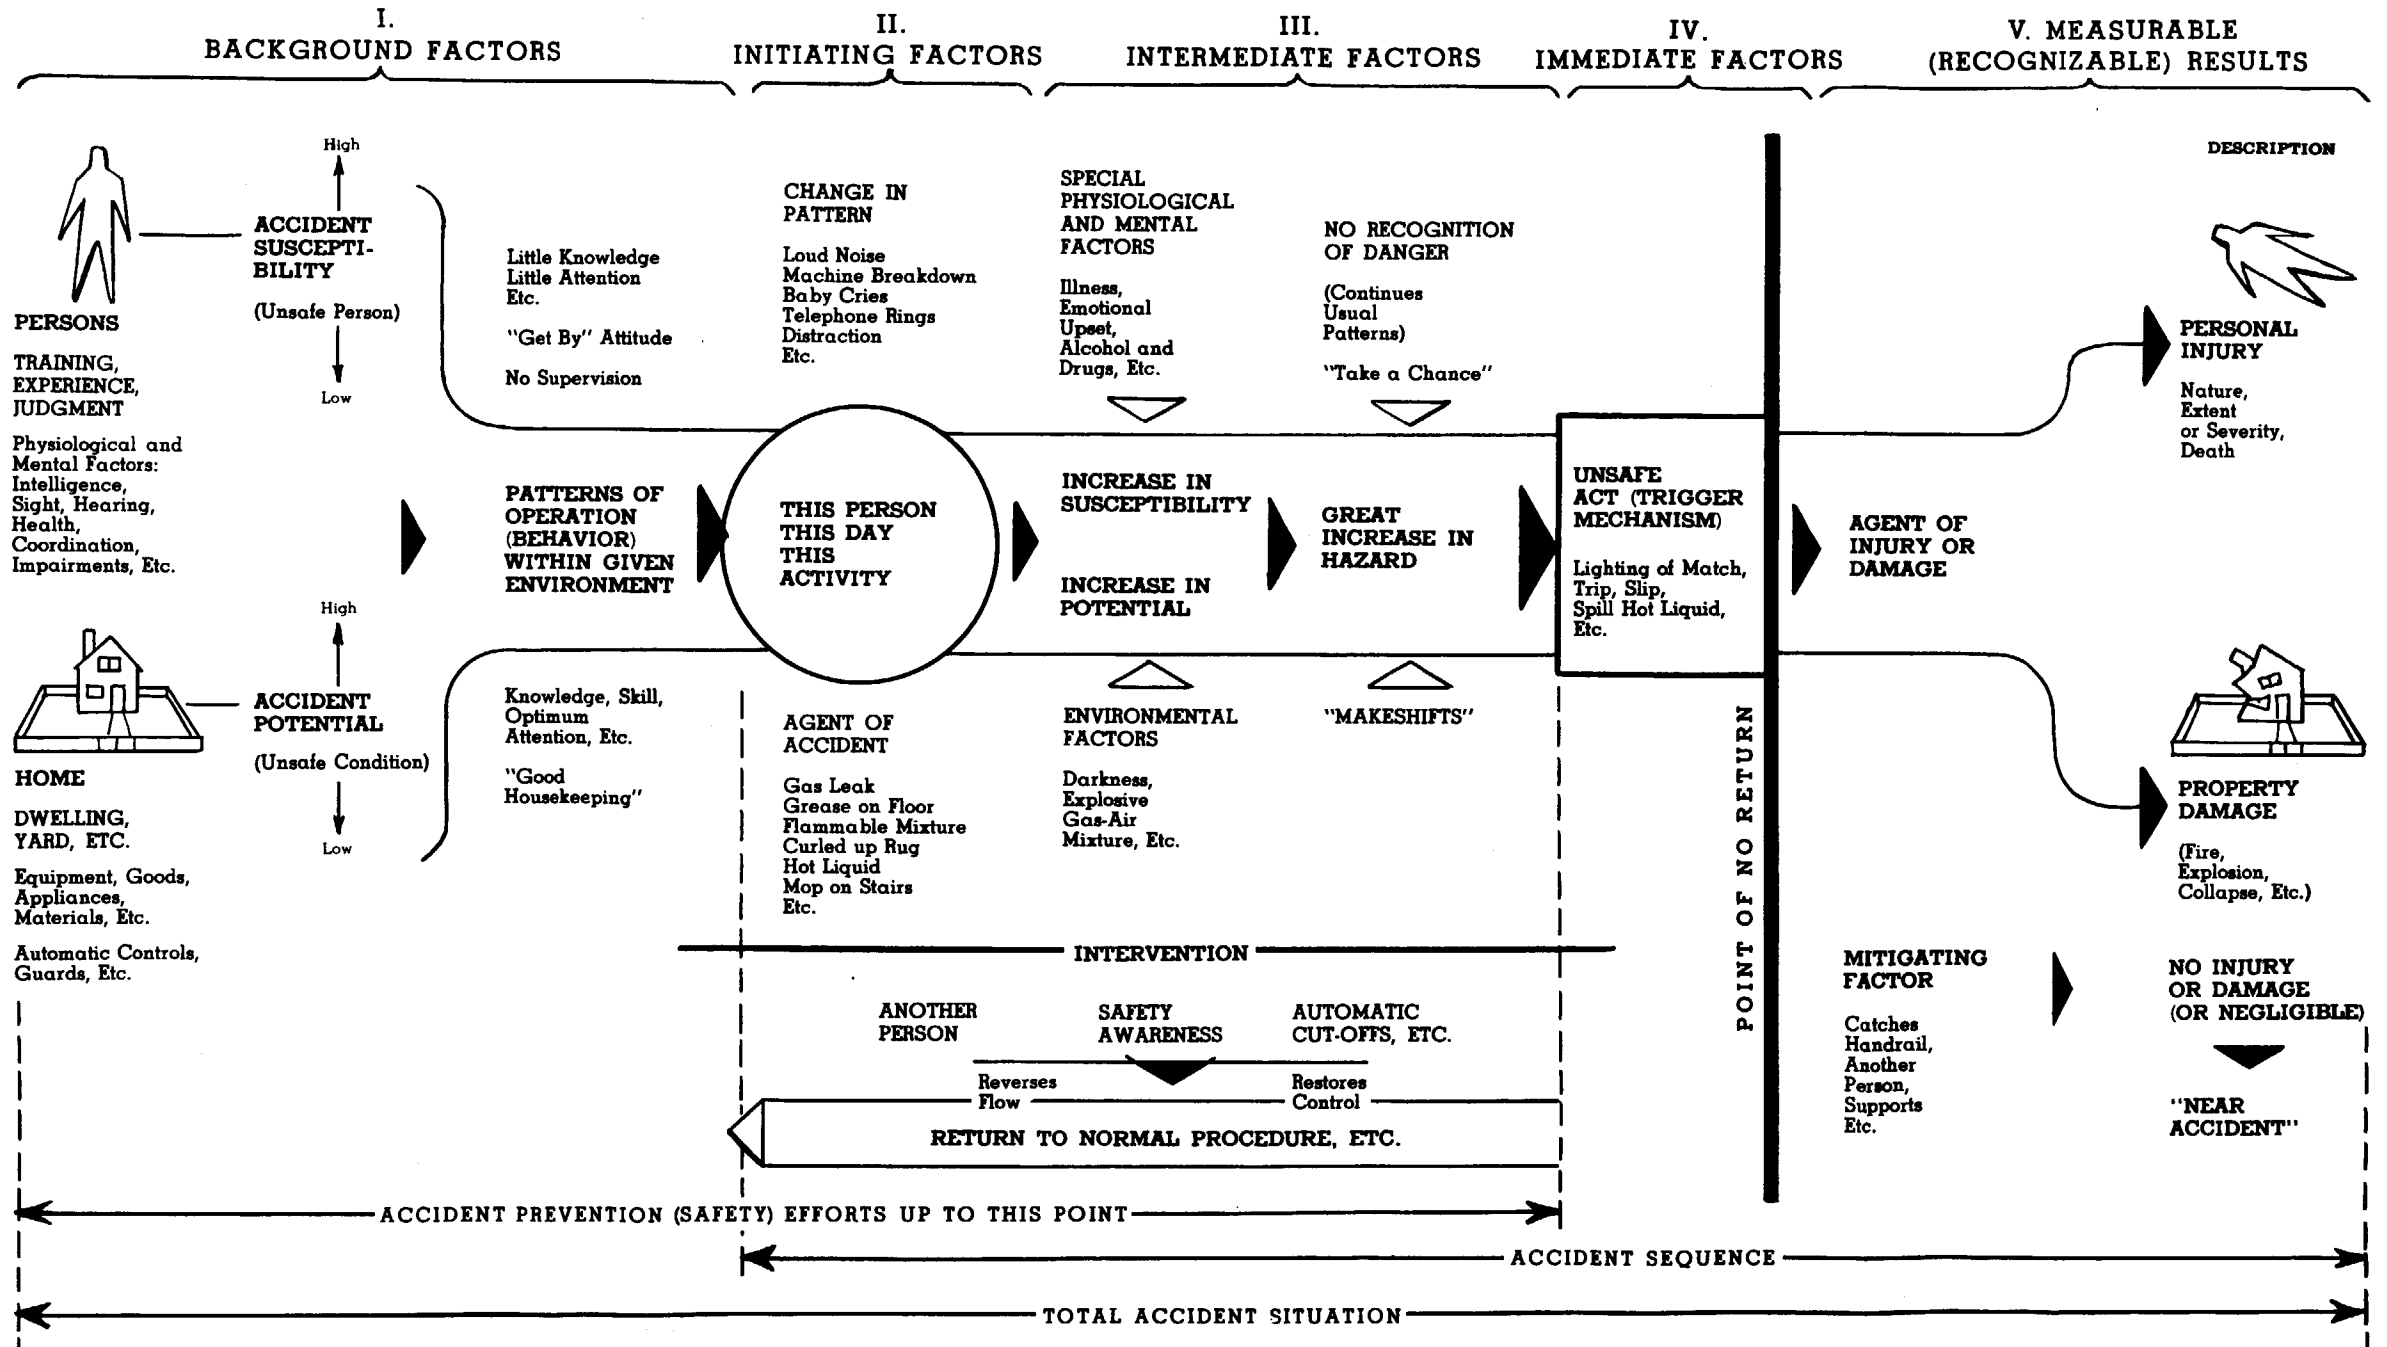 I.
BACKGROUND FACTORS
II.
INITIATING FACTORS
III.
INTERMEDIATE FACTORS
IV.
IMMEDIATE FACTORS
V. MEASURABLE
(RECOGNIZABLE) RESULTS
PERSONS
TRAINING,
EXPERIENCE,
JUDGMENT
Physiological and
Mental Factors:
Intelligence,
Sight, Hearing,
Health,
Coordination,
Impairments, Etc.
HOME
DWELLING,
YARD, ETC.
Equipment, Goods,
Appliances,
Materials, Etc.
Automatic Controls,
Guards, Etc.
High
ACCIDENT
SUSCEPTI-
BILITY
(Unsafe Person)
Low
High
ACCIDENT
POTENTIAL
(Unsafe Condition)
Low
Little Knowledge
Little Attention
Etc.
"Get By" Attitude
No Supervision
PATTERNS OF
OPERATION
(BEHAVIOR)
WITHIN GIVEN
ENVIRONMENT
Knowledge, Skill,
Optimum
Attention, Etc.
"Good
Housekeeping"
CHANGE IN
PATTERN
Loud Noise
Machine Breakdown
Baby Cries
Telephone Rings
Distraction
Etc.
THIS PERSON
THIS DAY
THIS
ACTIVITY
AGENT OF
ACCIDENT
Gas Leak
Grease on Floor
Flammable Mixture
Curled up Rug
Hot Liquid
Mop on Stairs
Etc.
SPECIAL
PHYSIOLOGICAL
AND MENTAL
FACTORS
Illness,
Emotional
Upset,
Alcohol and
Drugs, Etc.
INCREASE IN
SUSCEPTIBILITY
INCREASE IN
POTENTIAL
ENVIRONMENTAL
FACTORS
Darkness,
Explosive
Gas-Air
Mixture, Etc.
NO RECOGNITION
OF DANGER
(Continues
Usual
Patterns)
"Take a Chance"
GREAT
INCREASE IN
HAZARD
"MAKESHIFTS"
UNSAFE
ACT (TRIGGER
MECHANISM)
Lighting of Match,
Trip, Slip,
Spill Hot Liquid,
Etc.
POINT OF NO RETURN
AGENT OF
INJURY OR
DAMAGE
DESCRIPTION
PERSONAL
INJURY
Nature,
Extent
or Severity,
Death
PROPERTY
DAMAGE
(Fire,
Explosion,
Collapse, Etc.)
MITIGATING
FACTOR
Catches
Handrail,
Another
Person,
Supports
Etc.
NO INJURY
OR DAMAGE
(OR NEGLIGIBLE)
"NEAR
ACCIDENT"
INTERVENTION
ANOTHER
PERSON
SAFETY
AWARENESS
AUTOMATIC
CUT-OFFS, ETC.
Reverses
Flow
Restores
Control
RETURN TO NORMAL PROCEDURE, ETC.
ACCIDENT PREVENTION (SAFETY) EFFORTS UP TO THIS POINT
ACCIDENT SEQUENCE
TOTAL ACCIDENT SITUATION